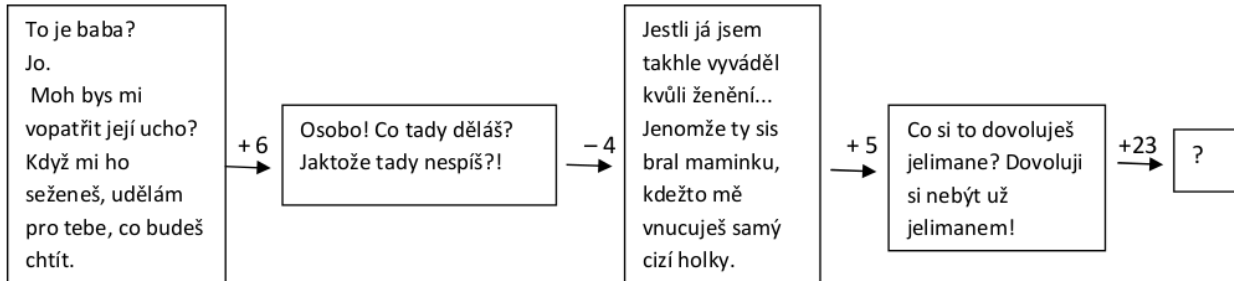 To je baba?
Jo.
Moh bys mi
vopatřit její ucho?
Když mi ho
seženeš, udělám
pro tebe, co budeš
chtít.
+ 6
Osobo! Co tady děláš?
Jaktože tady nespíš?!
– 4
Jestli já jsem
takhle vyváděl
kvůli ženění...
Jenomže ty sis
bral maminku,
kdežto mě
vnucuješ samý
cizí holky.
+ 5
Co si to dovoluješ
jelimane? Dovoluji
si nebýt už
jelimanem!
+23
?